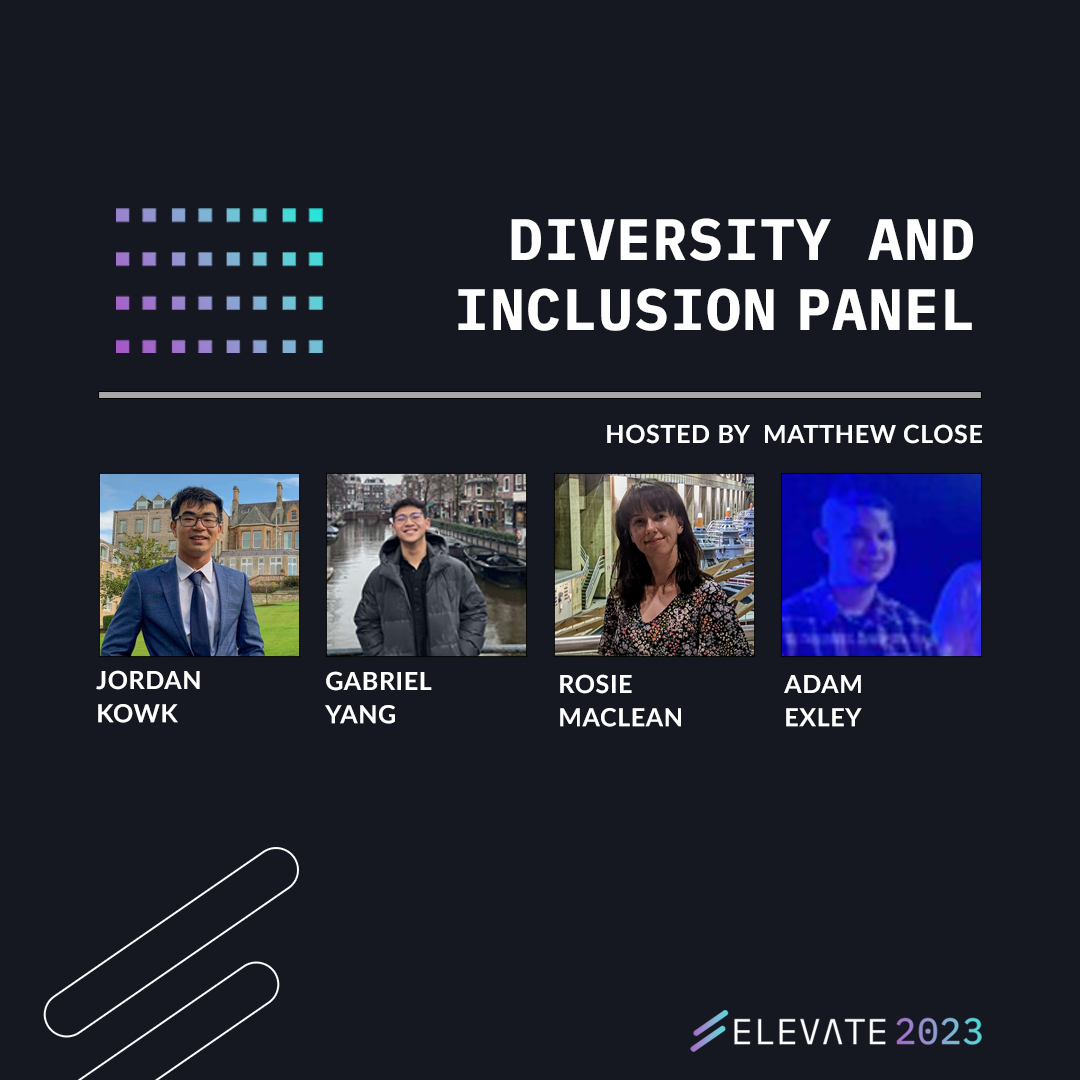 DIVERSITY AND
INCLUSION PANEL
HOSTED BY MATTHEW CLOSE
JORDAN
KOWK
GABRIEL
YANG
ROSIE
MACLEAN
ADAM
EXLEY
ELEVATE 2023